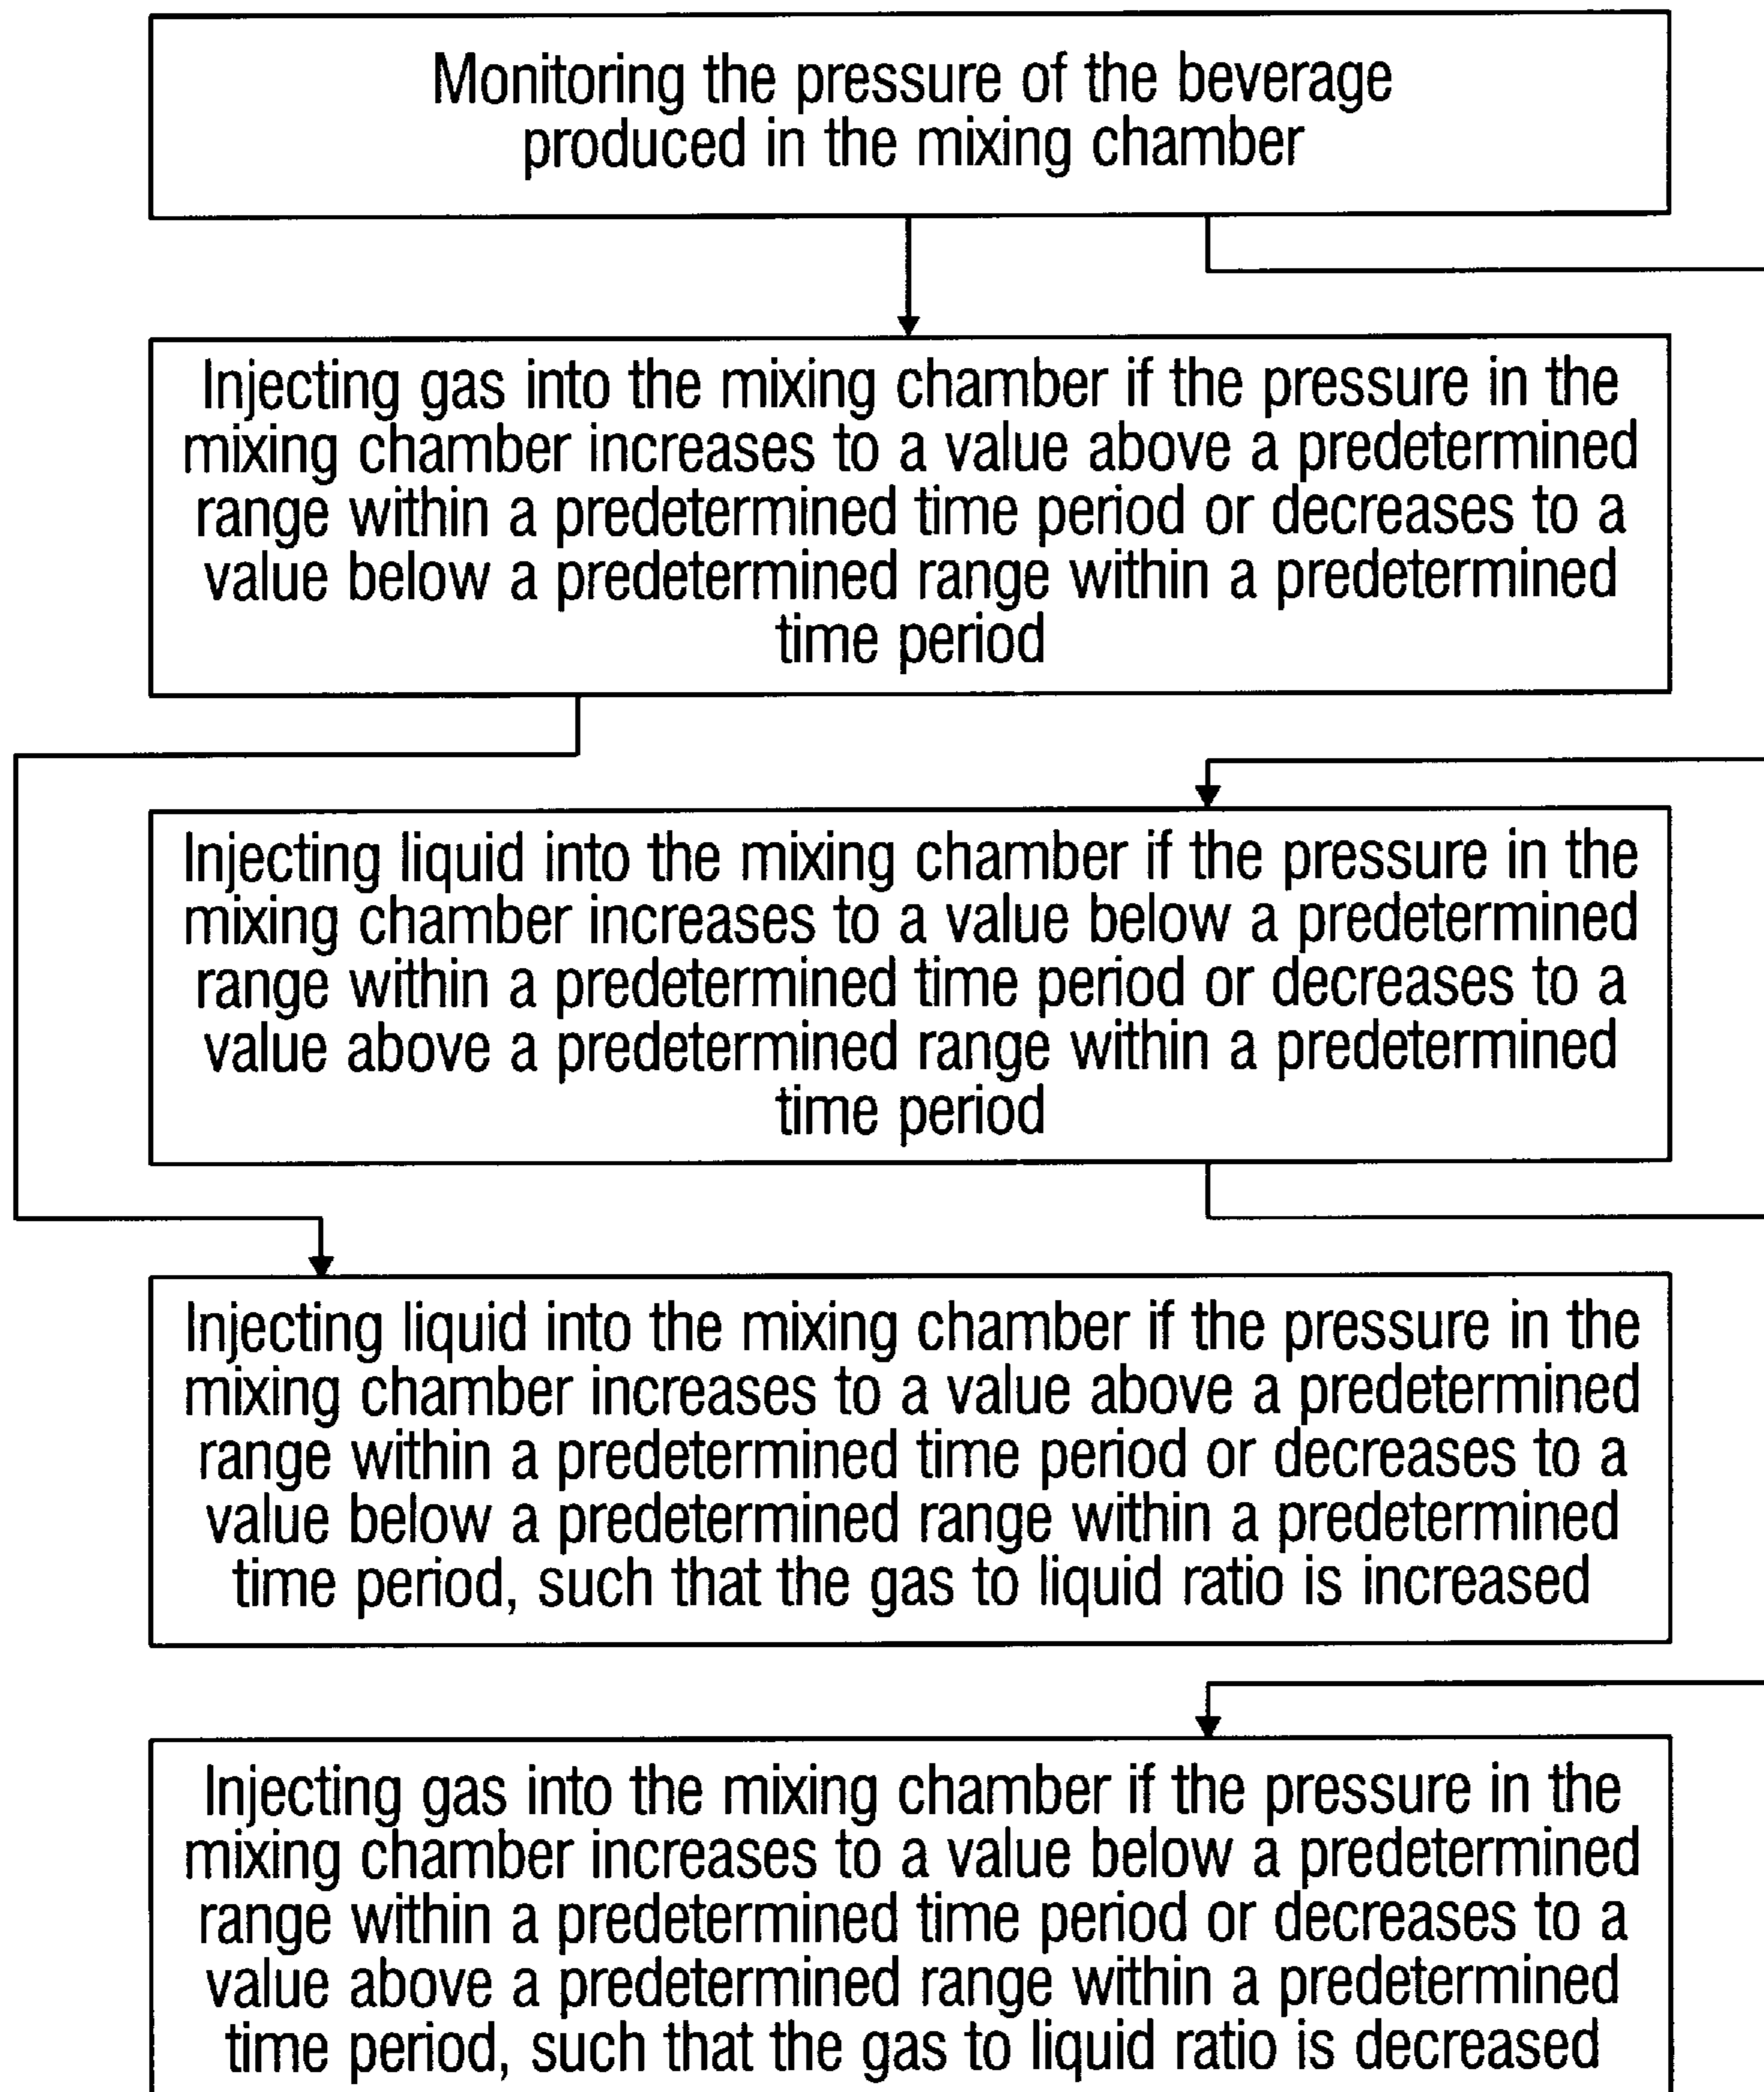 Monitoring the pressure of the beverage
produced in the mixing chamber
Injecting gas into the mixing chamber if the pressure in the
mixing chamber increases to a value above a predetermined
range within a predetermined time period or decreases to a
value below a predetermined range within a predetermined
time period
Injecting liquid into the mixing chamber if the pressure in the
mixing chamber increases to a value below a predetermined
range within a predetermined time period or decreases to a
value above a predetermined range within a predetermined
time period
Injecting liquid into the mixing chamber if the pressure in the
mixing chamber increases to a value above a predetermined
range within a predetermined time period or decreases to a
value below a predetermined range within a predetermined
time period, such that the gas to liquid ratio is increased
Injecting gas into the mixing chamber if the pressure in the
mixing chamber increases to a value below a predetermined
range within a predetermined time period or decreases to a
value above a predetermined range within a predetermined
time period, such that the gas to liquid ratio is decreased